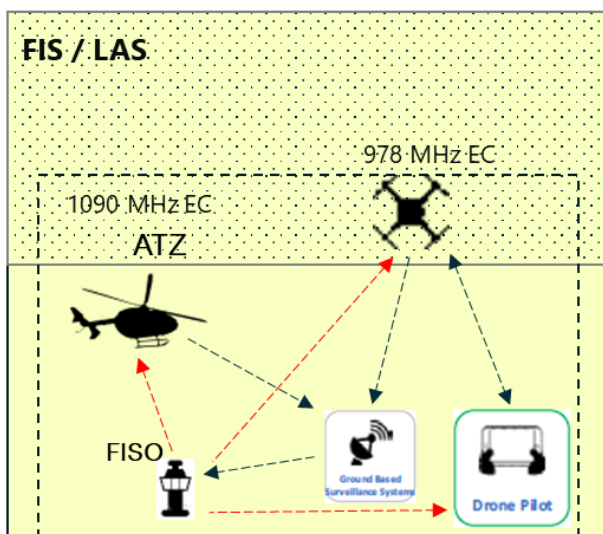 FIS / LAS
978 MHz EC
1090 MHz EC
ATZ
FISO
Ground Based
Surveillance Systems
Drone Pilot